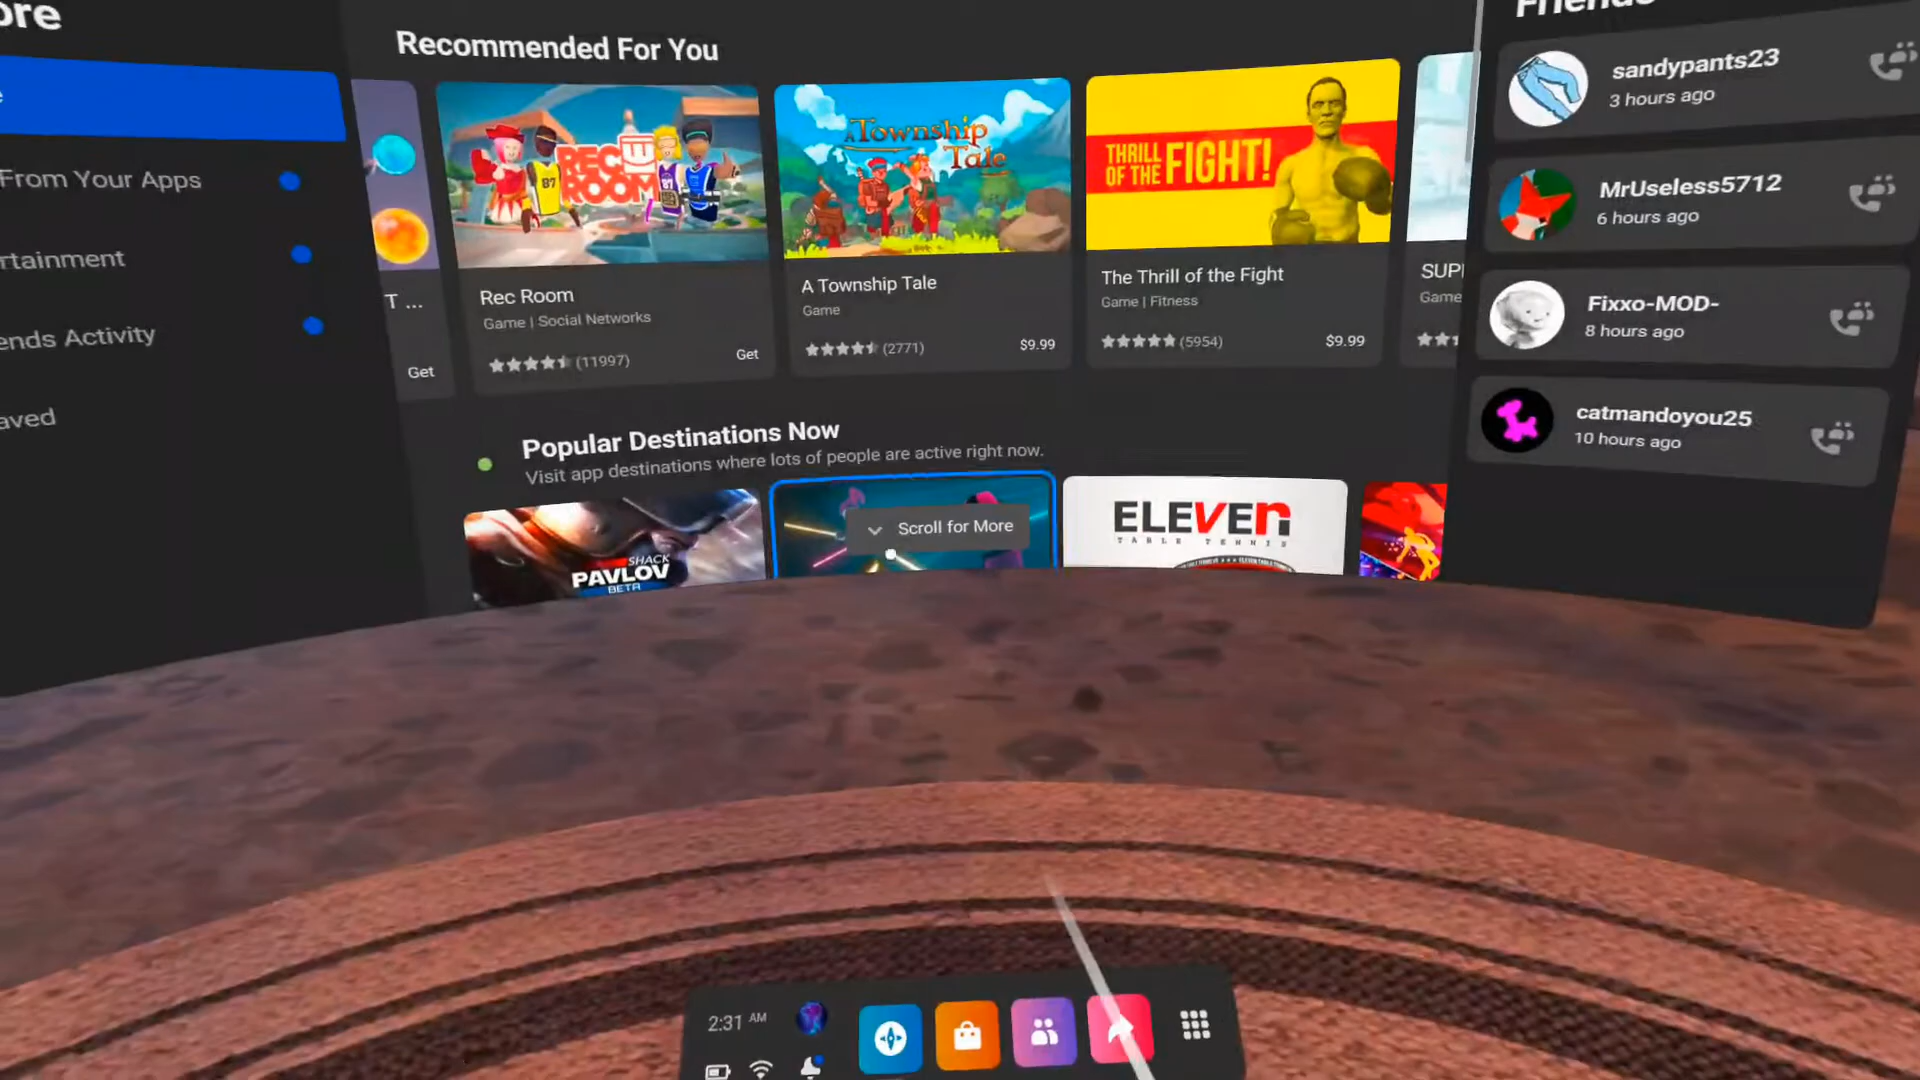 ore
Recommended For You
Friends
e
From Your Apps
rtainment
ends Activity
aved
T ...
Get
REC ROOM
87
87
Rec Room
Game | Social Networks
(11997)
Get
A Township Tale
A Township Tale
Game
(2771)
$9.99
THRILL
OF THE FIGHT!
The Thrill of the Fight
Game | Fitness
(5954)
$9.99
SUP
Game
sandypants23
3 hours ago
MrUseless5712
6 hours ago
Fixxo-MOD-
8 hours ago
catmandoyou25
10 hours ago
Popular Destinations Now
Visit app destinations where lots of people are active right now.
SHACK
PAVLOV
BETA
Scroll for More
ELEVEN
TABLE TENNIS
2:31 AM